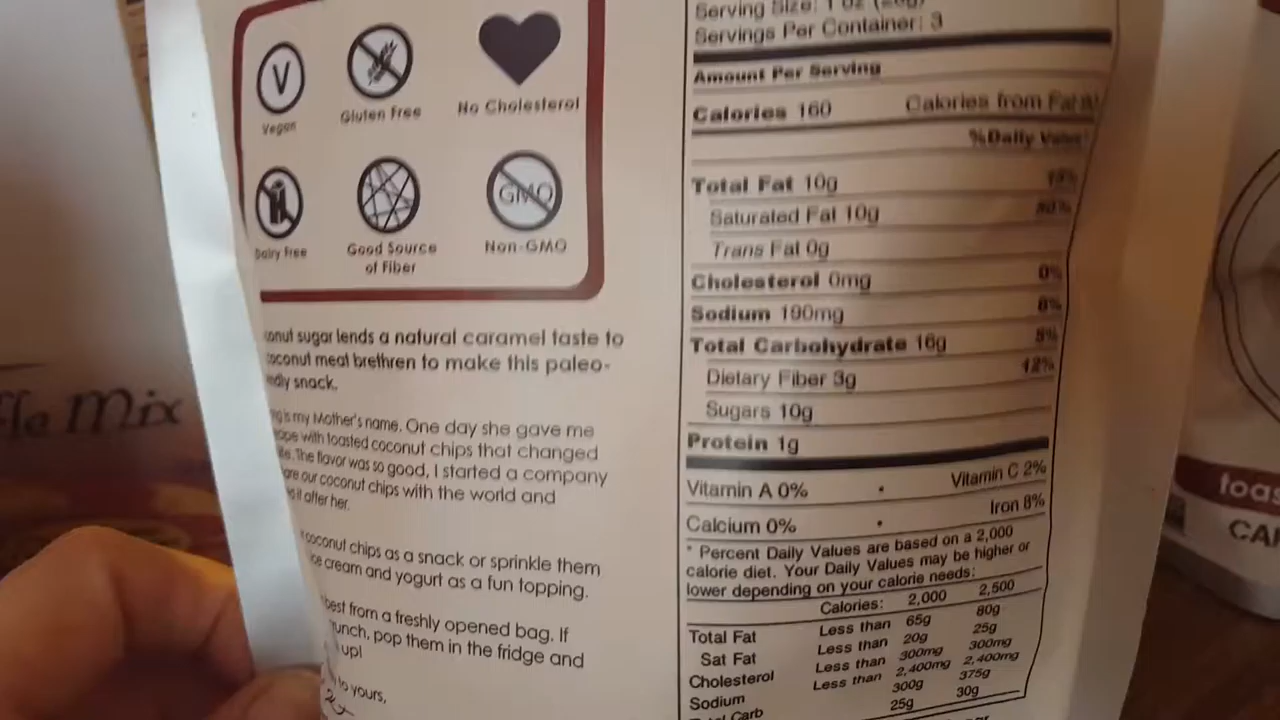 V
Vegan
Gluten Free
No Cholesterol
Dairy Free
Good Source
of Fiber
GMO
Non-GMO
onut sugar lends a natural caramel taste to
oconut meat brethren to make this paleo-
ndly snack.
is my Mother's name. One day she gave me
with toasted coconut chips that changed
The flavor was so good, I started a company
our coconut chips with the world and
it after her.
coconut chips as a snack or sprinkle them
ice cream and yogurt as a fun topping.
best from a freshly opened bag. If
unch, pop them in the fridge and
up!
to yours,
Serving Size: 1 oz
Servings Per Container: 3
Amount Per Serving
Calories 160 Calories from Fat
%Daily Value*
Total Fat 10g
Saturated Fat 10g
Trans Fat 0g
Cholesterol 0mg 0%
Sodium 190mg 8%
Total Carbohydrate 16g 5%
Dietary Fiber 3g 12%
Sugars 10g
Protein 1g
Vitamin A 0% • Vitamin C 2%
Calcium 0% • Iron 8%
* Percent Daily Values are based on a 2,000
calorie diet. Your Daily Values may be higher or
lower depending on your calorie needs:
Calories: 2,000 2,500
Total Fat Less than 65g 80g
Sat Fat Less than 20g 25g
Cholesterol Less than 300mg 300mg
Sodium Less than 2,400mg 2,400mg
Carb 300g 375g
25g 30g
fle Mix
toas
CA